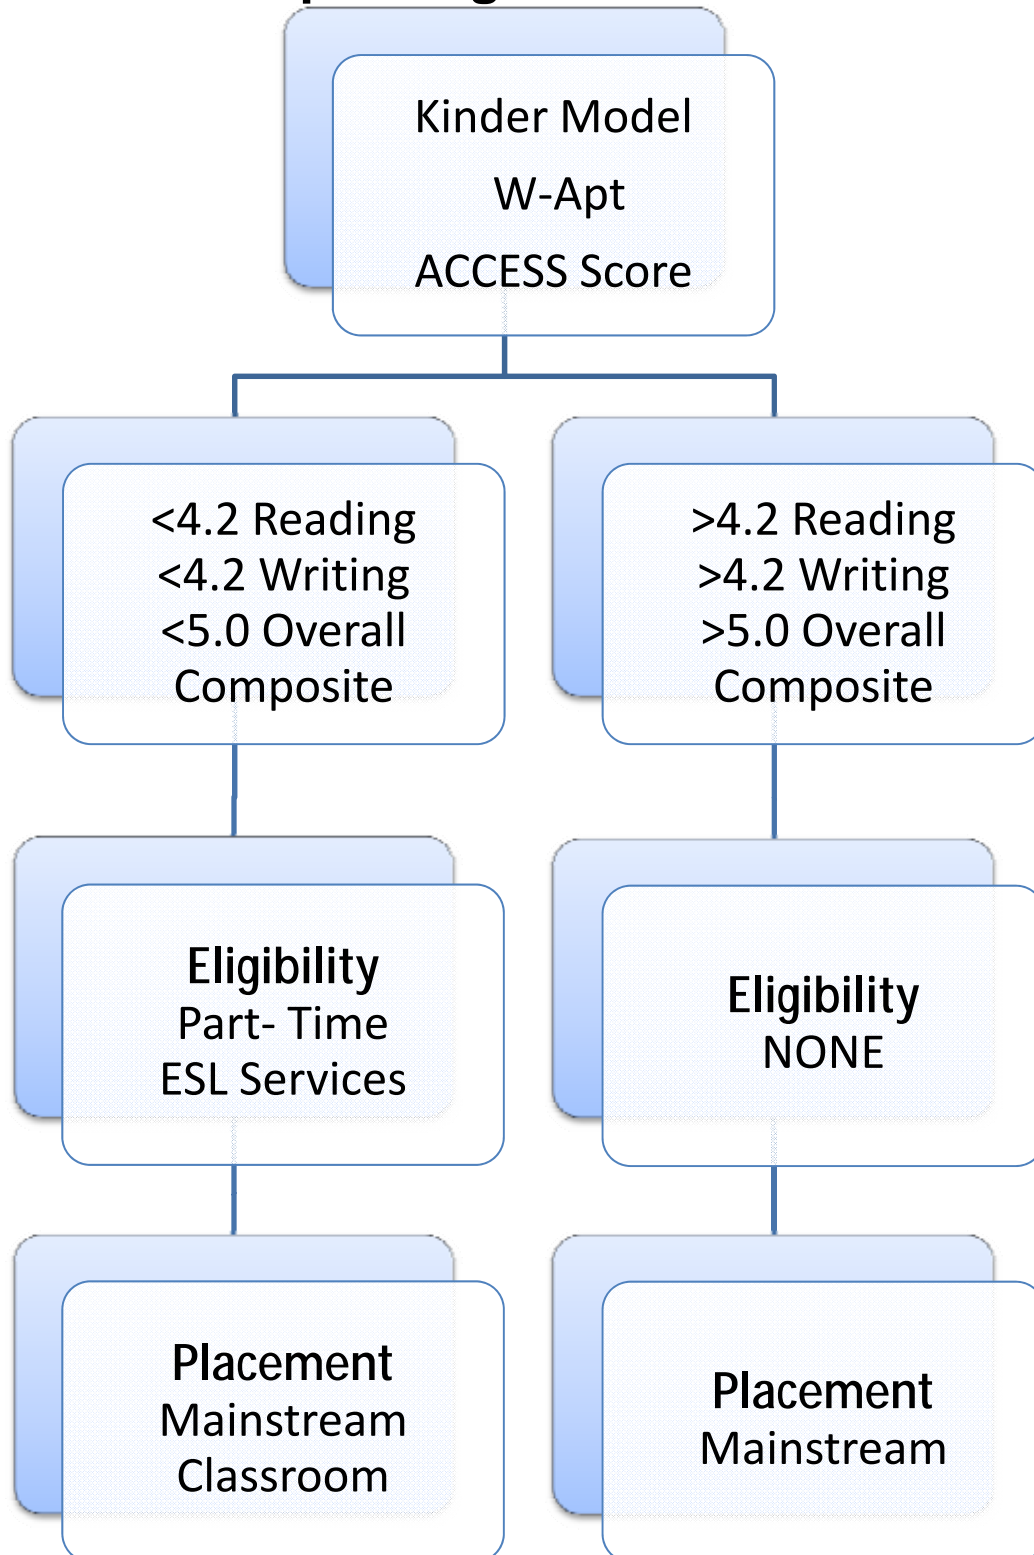 Kinder Model
W-Apt
ACCESS Score
<4.2 Reading
<4.2 Writing
<5.0 Overall
Composite
>4.2 Reading
>4.2 Writing
>5.0 Overall
Composite
Eligibility
Part- Time
ESL Services
Eligibility
NONE
Placement
Mainstream
Classroom
Placement
Mainstream